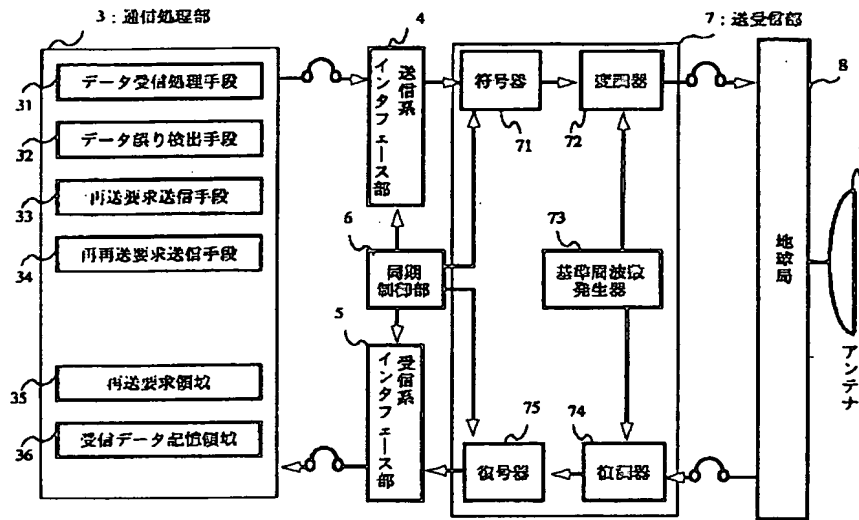 3：通信処理部
31
データ受信処理手段
32
データ誤り検出手段
33
再送要求送信手段
34
再再送要求送信手段
35
再送要求領域
36
受信データ記憶領域
4
送信系
インタフェース部
5
受信系
インタフェース部
6
同期
制御部
7：送受信部
符号器
71
変調器
72
73
基準周波数
発生器
75
復号器
74
復調器
8
地球局
アンテナ